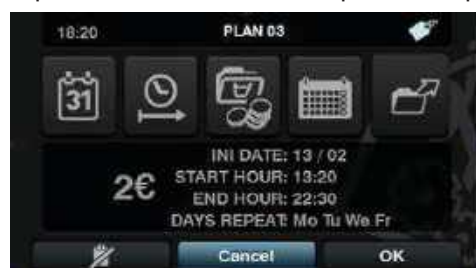 18:20 PLAN 03
31
INI DATE: 13 / 02
2€
START HOUR: 13:20
END HOUR: 22:30
DAYS REPEAT: Mo Tu We Fr
Cancel OK